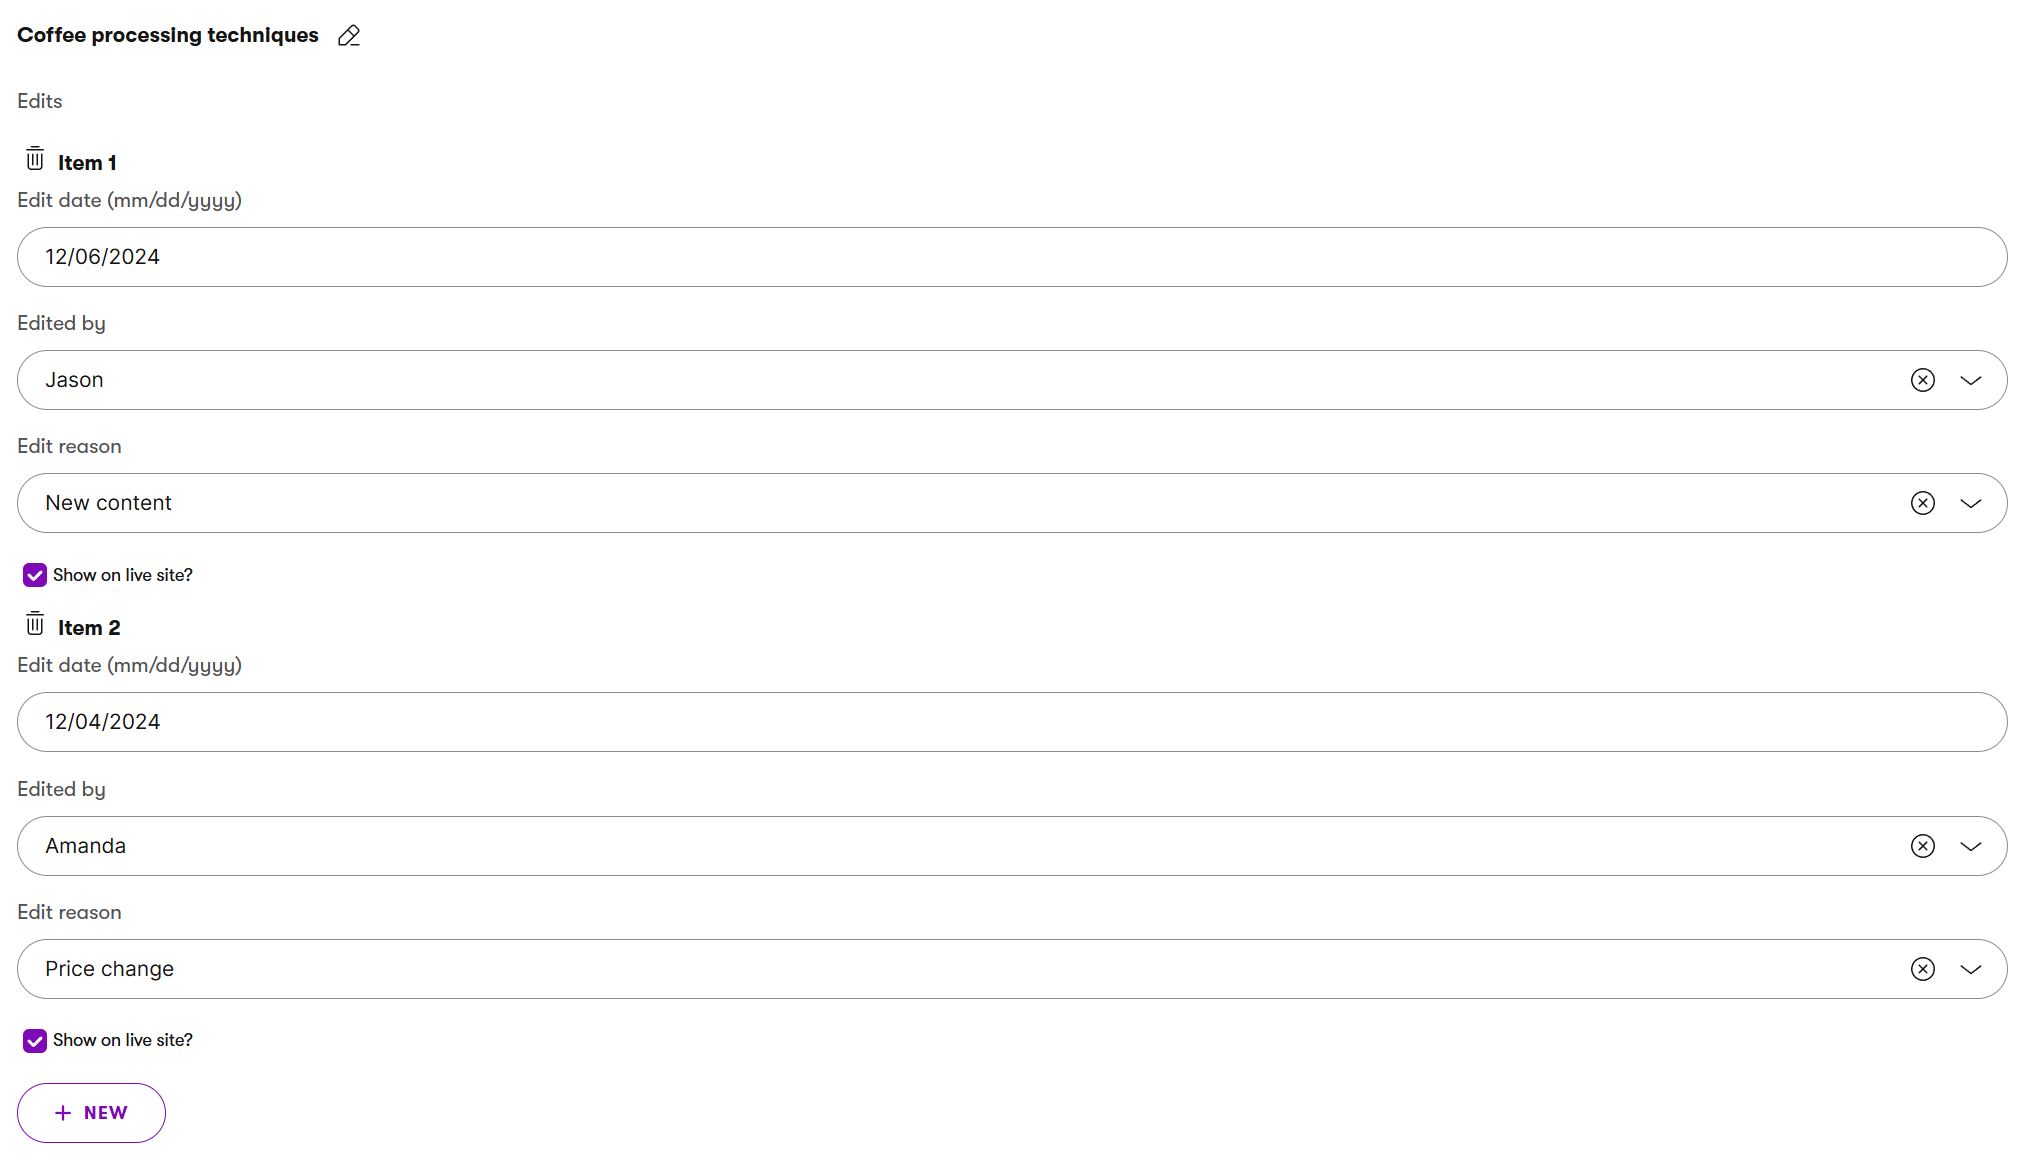 Coffee processing techniques
Edits
Item 1
Edit date (mm/dd/yyyy)
12/06/2024
Edited by
Jason
Edit reason
New content
Show on live site?
Item 2
Edit date (mm/dd/yyyy)
12/04/2024
Edited by
Amanda
Edit reason
Price change
Show on live site?
+ NEW